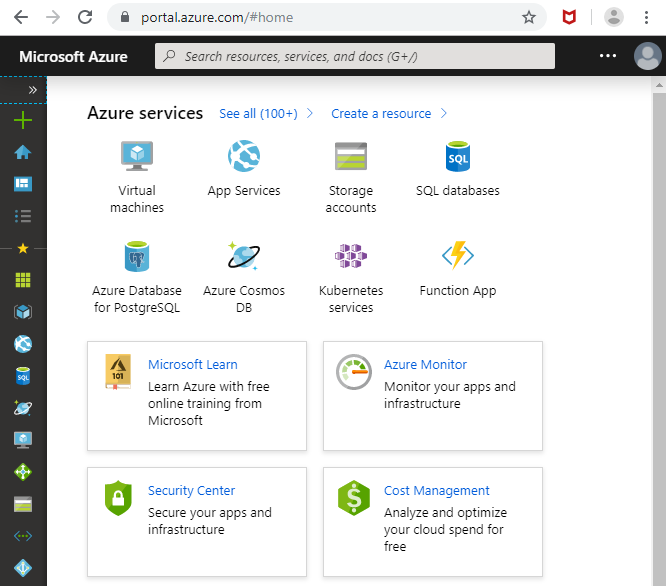 portal.azure.com/#home
Microsoft Azure
Search resources, services, and docs (G+/)
Azure services
See all (100+)
Create a resource
Virtual
machines
App Services
Storage
accounts
SQL
SQL databases
Azure Database
for PostgreSQL
Azure Cosmos
DB
Kubernetes
services
Function App
101
Microsoft Learn
Learn Azure with free
online training from
Microsoft
Azure Monitor
Monitor your apps and
infrastructure
Security Center
Secure your apps and
infrastructure
$
Cost Management
Analyze and optimize
your cloud spend for
free
SQL